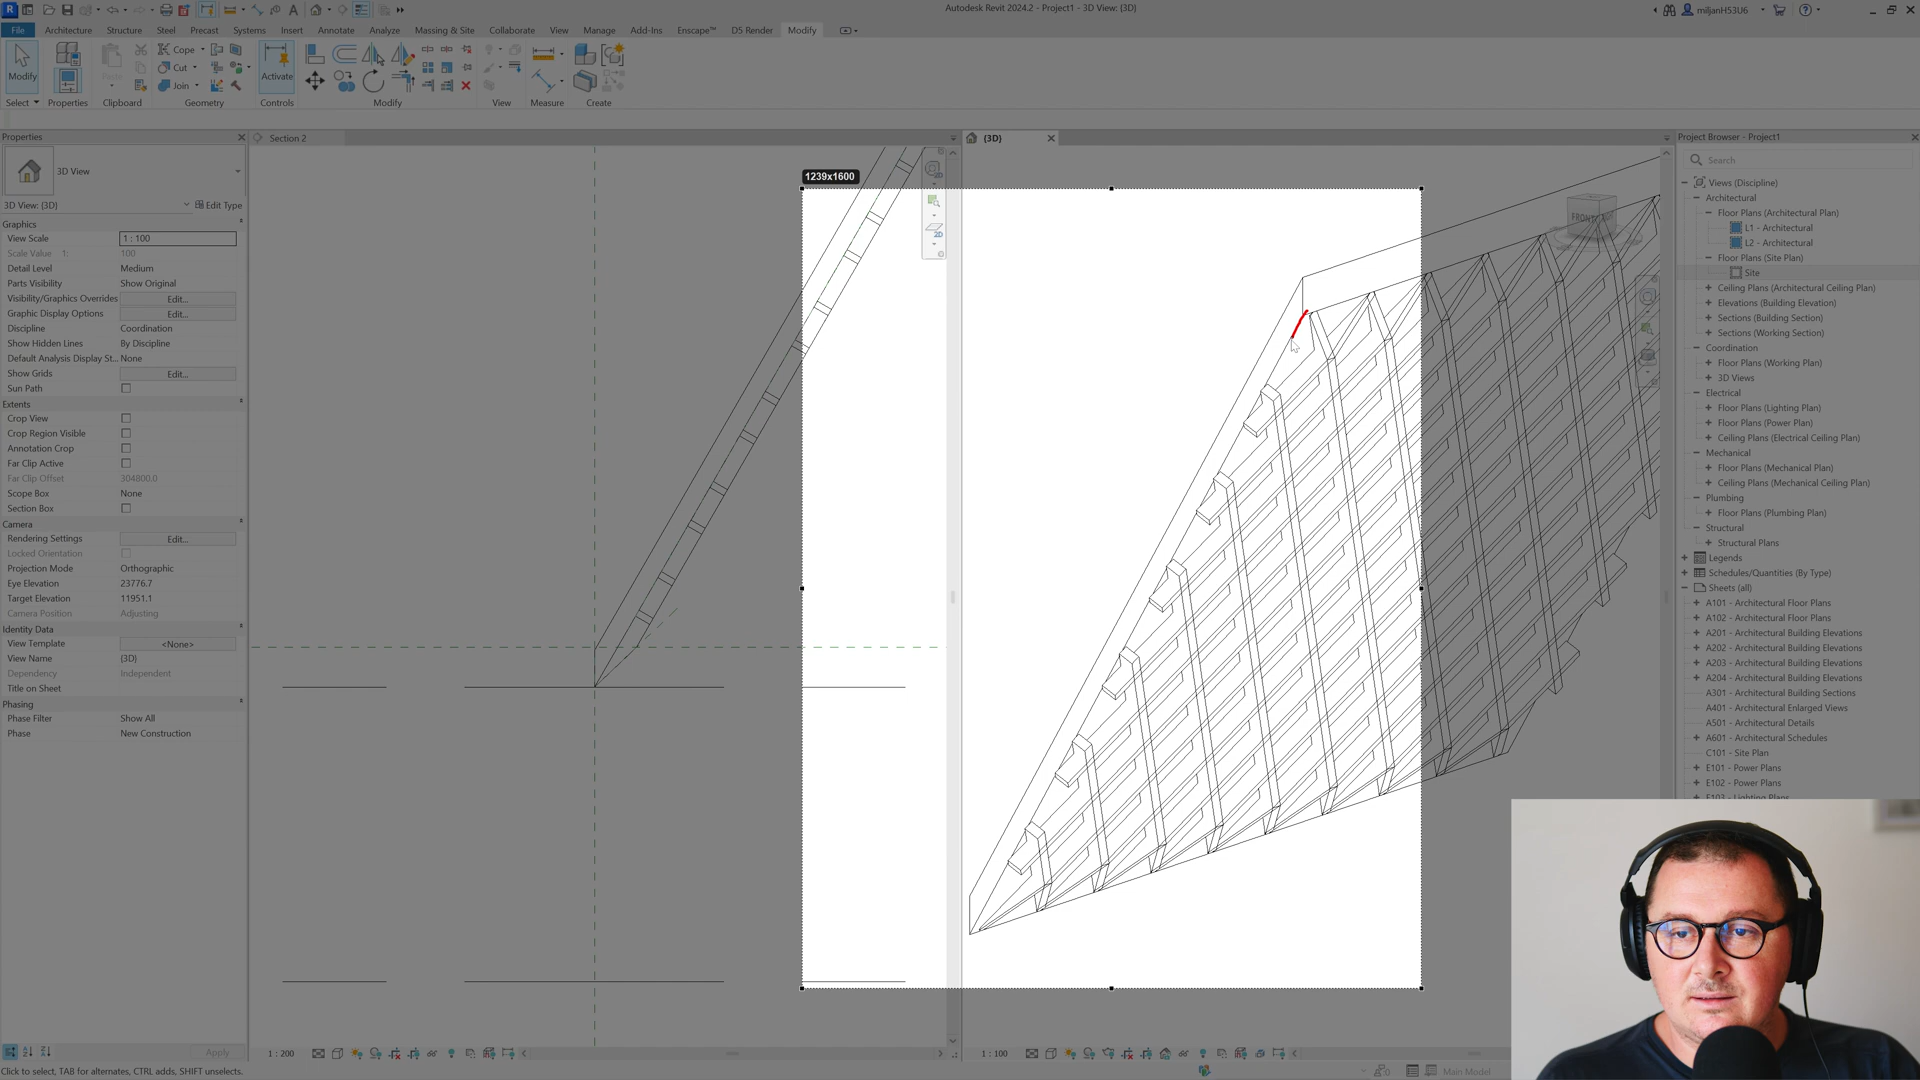 Autodesk Revit 2024.2 - Project1 - 3D View: {3D}
miljanH53U6
File
Architecture
Structure
Steel
Precast
Systems
Insert
Annotate
Analyze
Massing & Site
Collaborate
View
Manage
Add-Ins
Enscape™
D5 Render
Modify
Modify
Cope
Cut
Join
Paste
Activate
Select
Properties
Clipboard
Geometry
Controls
Modify
View
Measure
Create
Properties
3D View
3D View: {3D}
Edit Type
Graphics
View Scale 1 : 100
Scale Value 1: 100
Detail Level Medium
Parts Visibility Show Original
Visibility/Graphics Overrides Edit...
Graphic Display Options Edit...
Discipline Coordination
Show Hidden Lines By Discipline
Default Analysis Display St... None
Show Grids Edit...
Sun Path
Extents
Crop View
Crop Region Visible
Annotation Crop
Far Clip Active
Far Clip Offset 304800.0
Scope Box None
Section Box
Camera
Rendering Settings Edit...
Locked Orientation
Projection Mode Orthographic
Eye Elevation 23776.7
Target Elevation 11951.1
Camera Position Adjusting
Identity Data
View Template <None>
View Name {3D}
Dependency Independent
Title on Sheet
Phasing
Phase Filter Show All
Phase New Construction
Apply
Section 2
1239x1600
2D
{3D}
FRONT
1 : 200
1 : 100
Project Browser - Project1
Search
Views (Discipline)
Architectural
Floor Plans (Architectural Plan)
L1 - Architectural
L2 - Architectural
Floor Plans (Site Plan)
Site
Ceiling Plans (Architectural Ceiling Plan)
Elevations (Building Elevation)
Sections (Building Section)
Sections (Working Section)
Coordination
Floor Plans (Working Plan)
3D Views
Electrical
Floor Plans (Lighting Plan)
Floor Plans (Power Plan)
Ceiling Plans (Electrical Ceiling Plan)
Mechanical
Floor Plans (Mechanical Plan)
Ceiling Plans (Mechanical Ceiling Plan)
Plumbing
Floor Plans (Plumbing Plan)
Structural
Structural Plans
Legends
Schedules/Quantities (By Type)
Sheets (all)
A101 - Architectural Floor Plans
A102 - Architectural Floor Plans
A201 - Architectural Building Elevations
A202 - Architectural Building Elevations
A203 - Architectural Building Elevations
A204 - Architectural Building Elevations
A301 - Architectural Building Sections
A401 - Architectural Enlarged Views
A501 - Architectural Details
A601 - Architectural Schedules
C101 - Site Plan
E101 - Power Plans
E102 - Power Plans
E103 - Lighting Plans
Click to select, TAB for alternates, CTRL adds, SHIFT unselects.
:0
Main Model